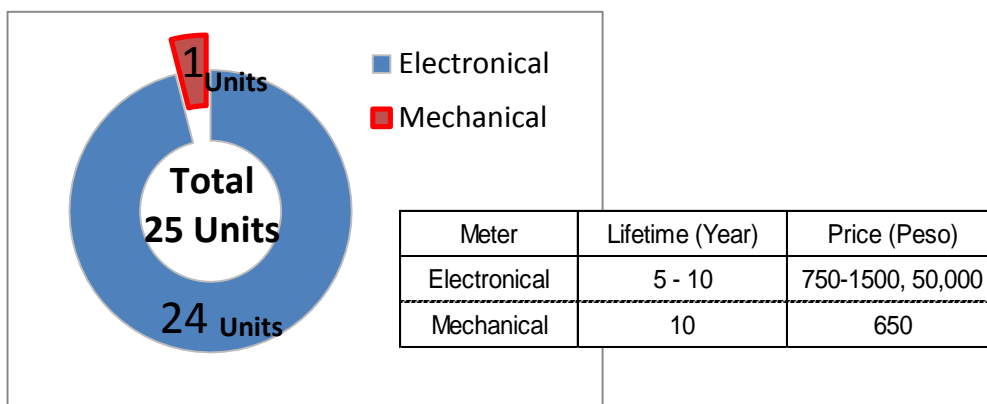 1 Units
Electronical
Mechanical
Total
25 Units
24 Units
Meter Lifetime (Year) Price (Peso)
Electronical 5 - 10 750-1500, 50,000
Mechanical 10 650